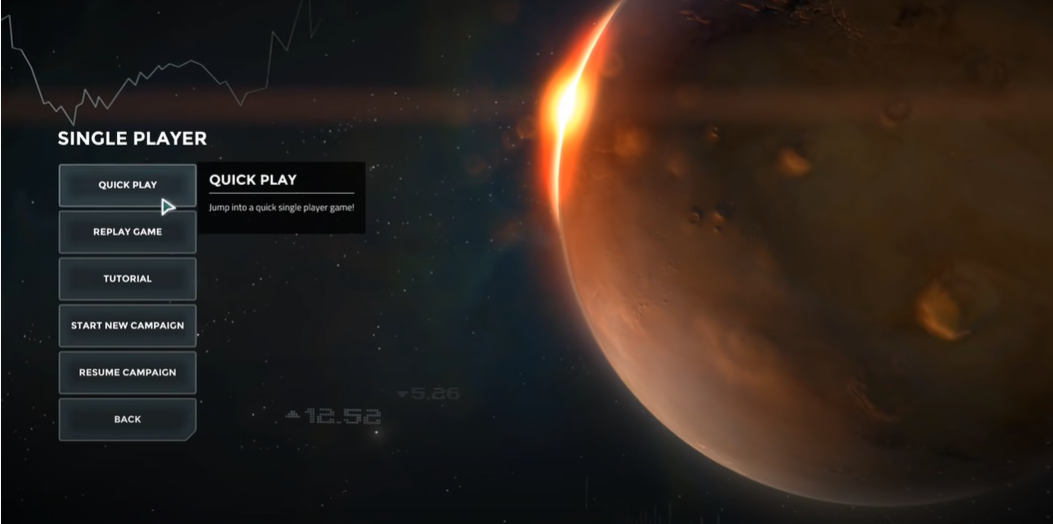 SINGLE PLAYER
QUICK PLAY
QUICK PLAY
Jump into a quick single player game!
REPLAY GAME
TUTORIAL
START NEW CAMPAIGN
RESUME CAMPAIGN
▼5.26
▲12.52
BACK